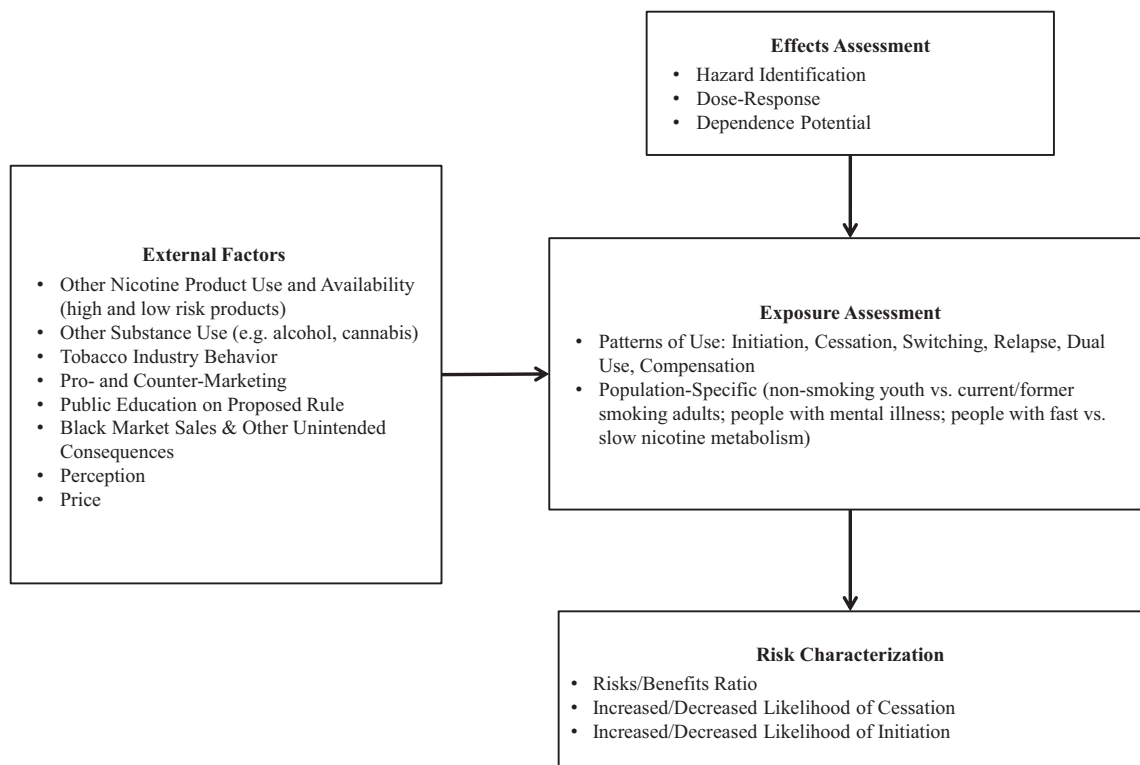 Effects Assessment
• Hazard Identification
• Dose-Response
• Dependence Potential
External Factors
• Other Nicotine Product Use and Availability
(high and low risk products)
• Other Substance Use (e.g. alcohol, cannabis)
• Tobacco Industry Behavior
• Pro- and Counter-Marketing
• Public Education on Proposed Rule
• Black Market Sales & Other Unintended
Consequences
• Perception
• Price
Exposure Assessment
• Patterns of Use: Initiation, Cessation, Switching, Relapse, Dual
Use, Compensation
• Population-Specific (non-smoking youth vs. current/former
smoking adults; people with mental illness; people with fast vs.
slow nicotine metabolism)
Risk Characterization
• Risks/Benefits Ratio
• Increased/Decreased Likelihood of Cessation
• Increased/Decreased Likelihood of Initiation